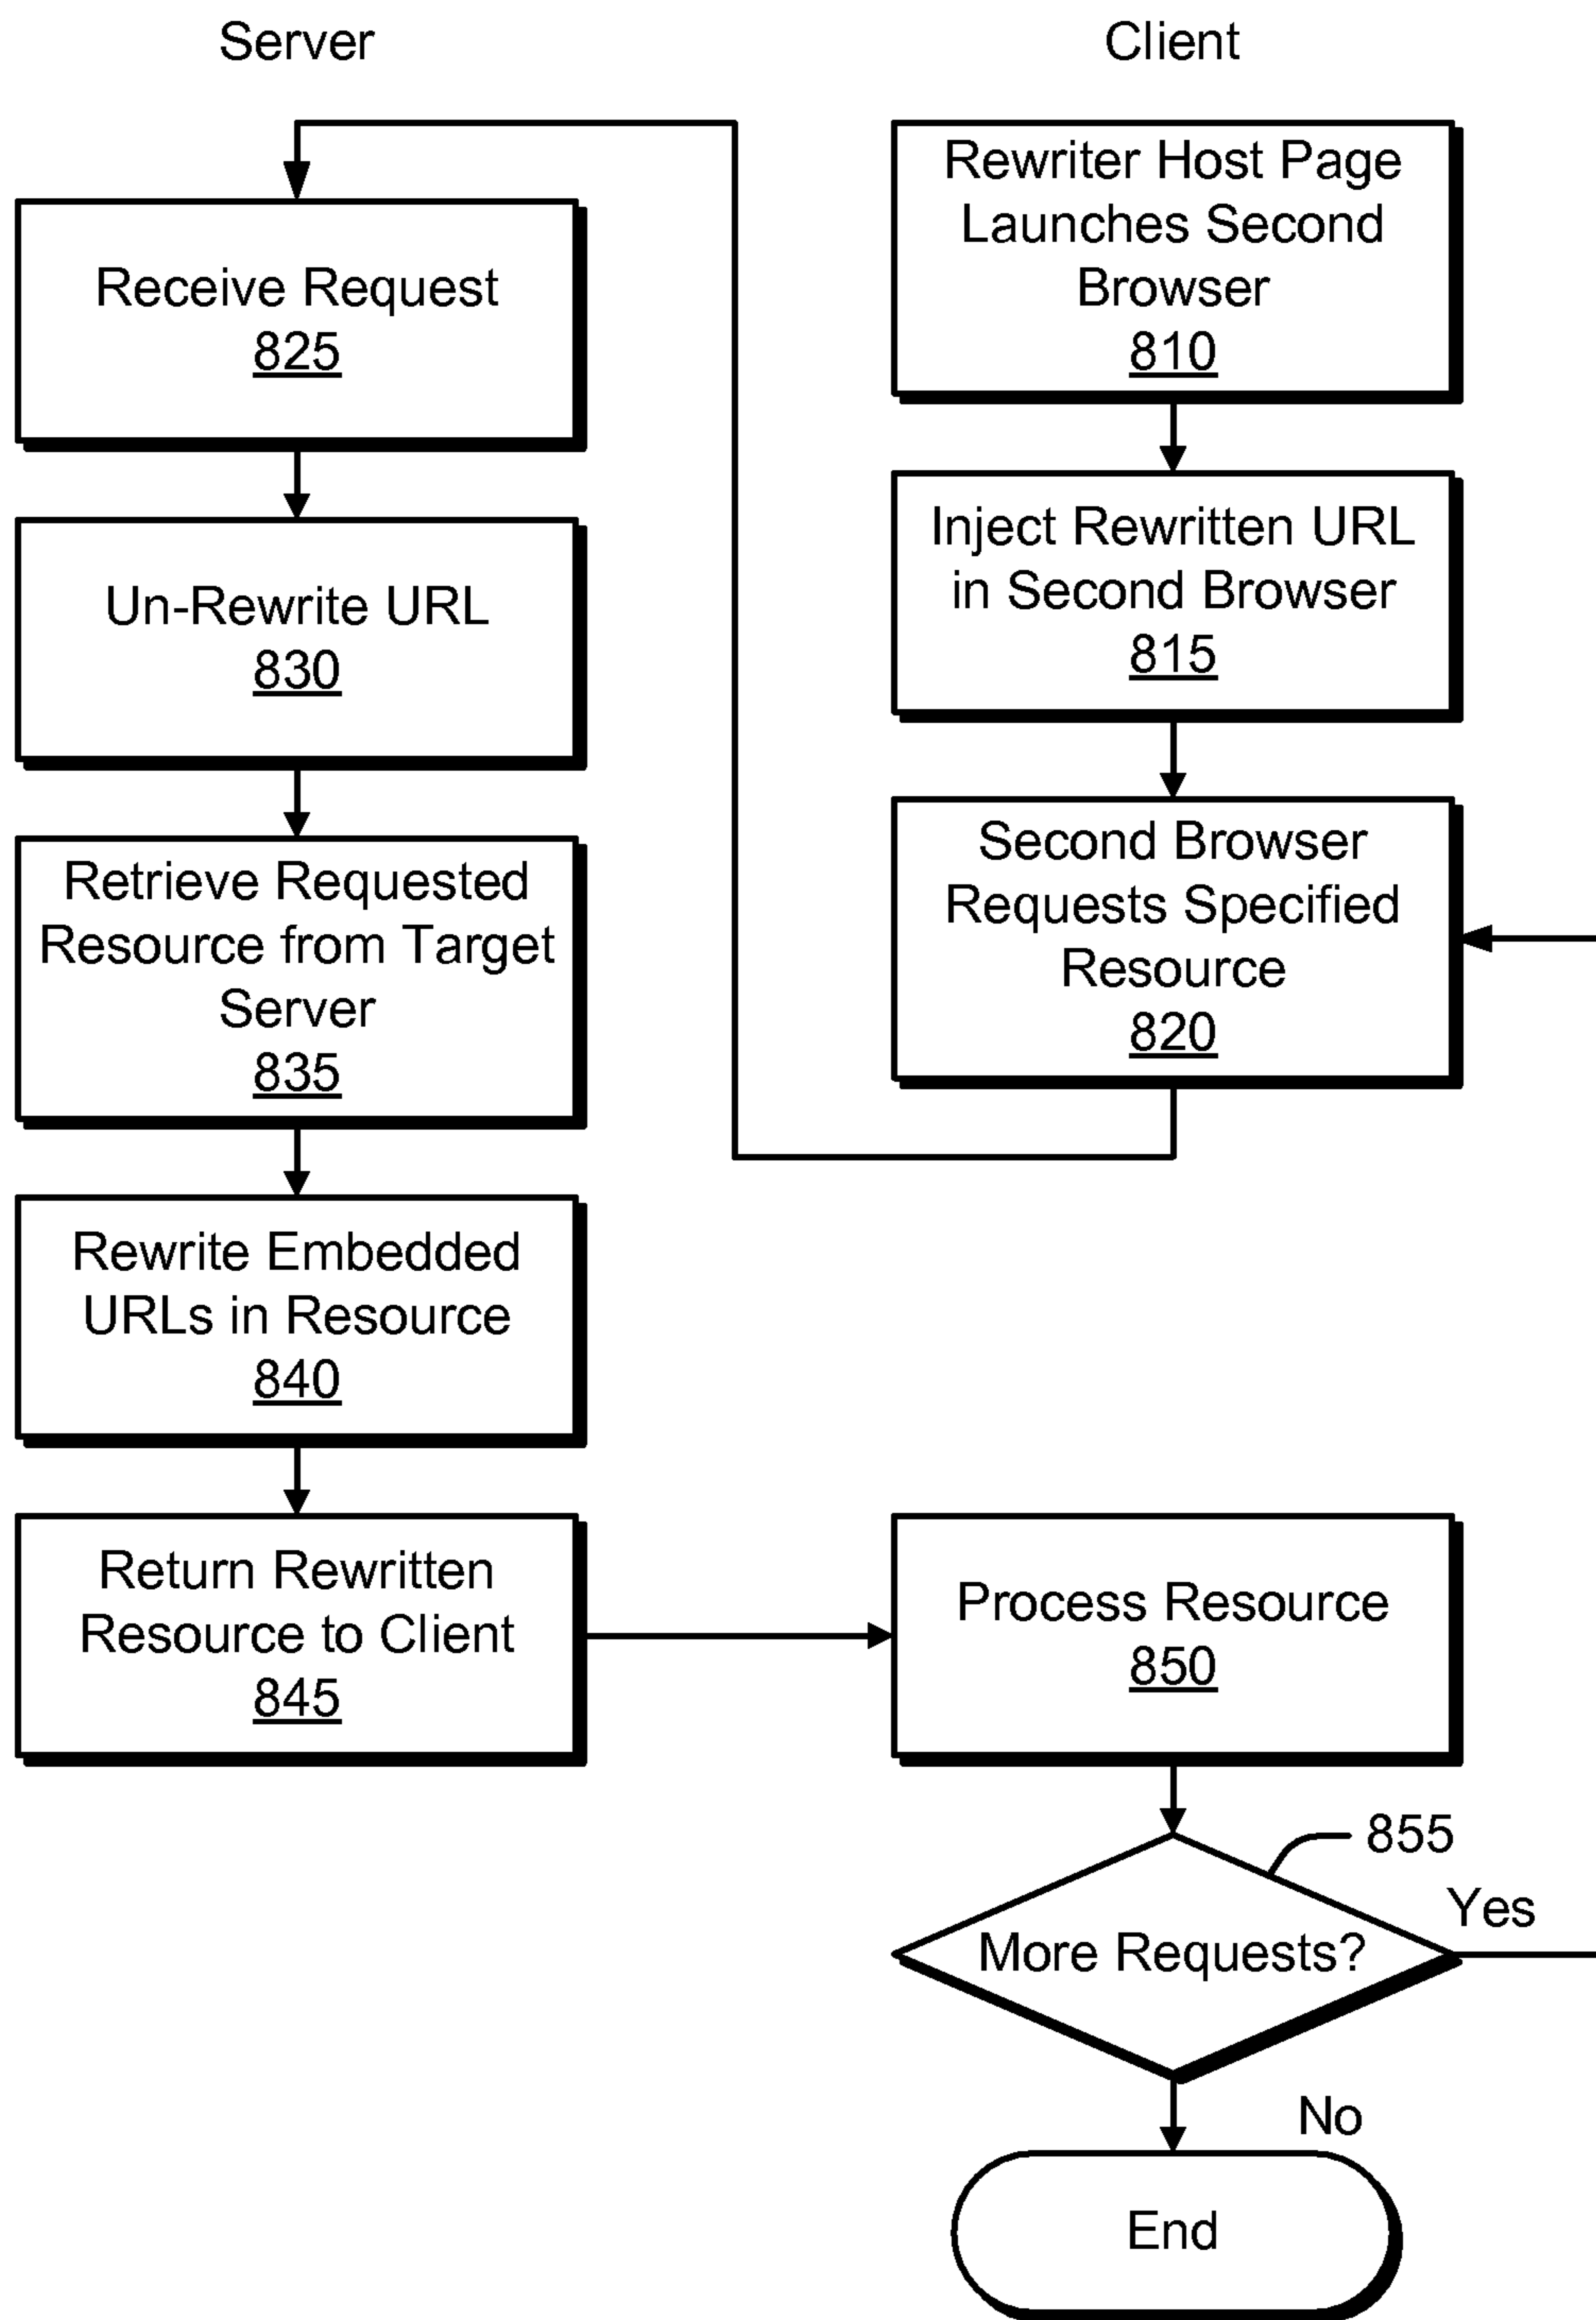 Server
Client
Rewriter Host Page
Launches Second
Browser
810
Inject Rewritten URL
in Second Browser
815
Second Browser
Requests Specified
Resource
820
Receive Request
825
Un-Rewrite URL
830
Retrieve Requested
Resource from Target
Server
835
Rewrite Embedded
URLs in Resource
840
Return Rewritten
Resource to Client
845
Process Resource
850
855
More Requests?
Yes
No
End